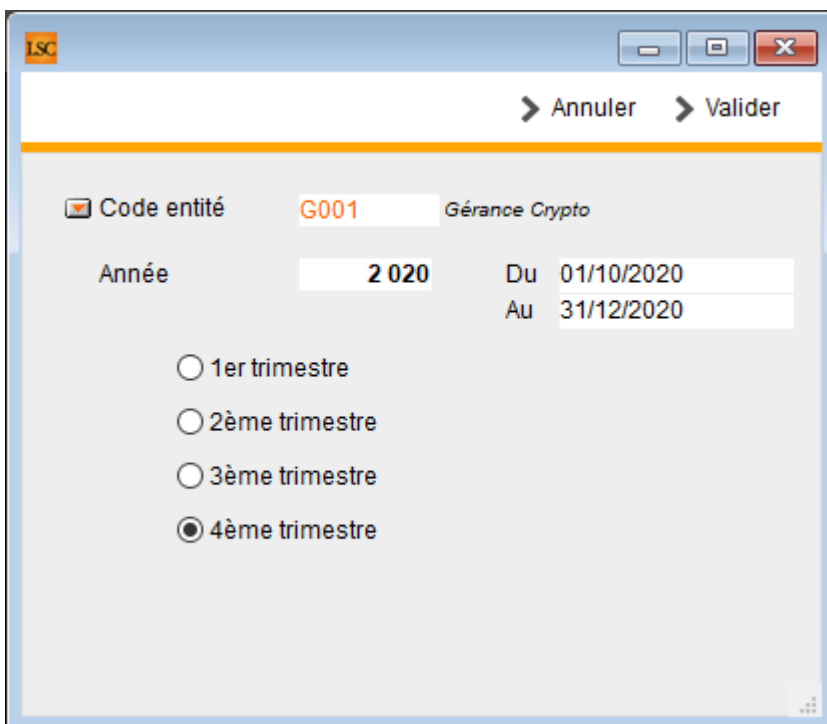 LSC
Annuler Valider
Code entité G001 Gérance Crypto
Année 2 020 Du 01/10/2020
Au 31/12/2020
1er trimestre
2ème trimestre
3ème trimestre
4ème trimestre